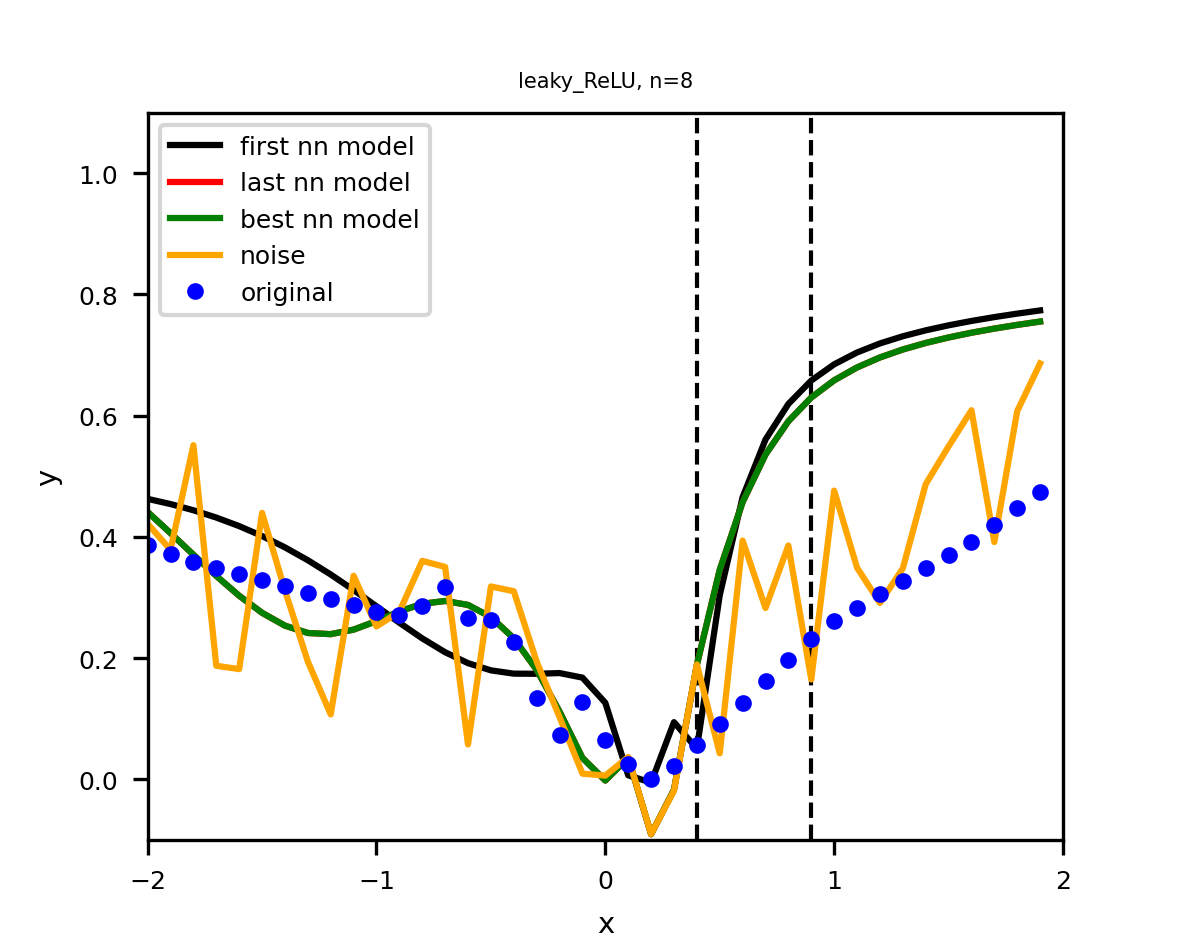 leaky_ReLU, n=8
first nn model
last nn model
best nn model
noise
original
1.0
0.8
0.6
0.4
0.2
0.0
y
−2 −1 0 1 2
x